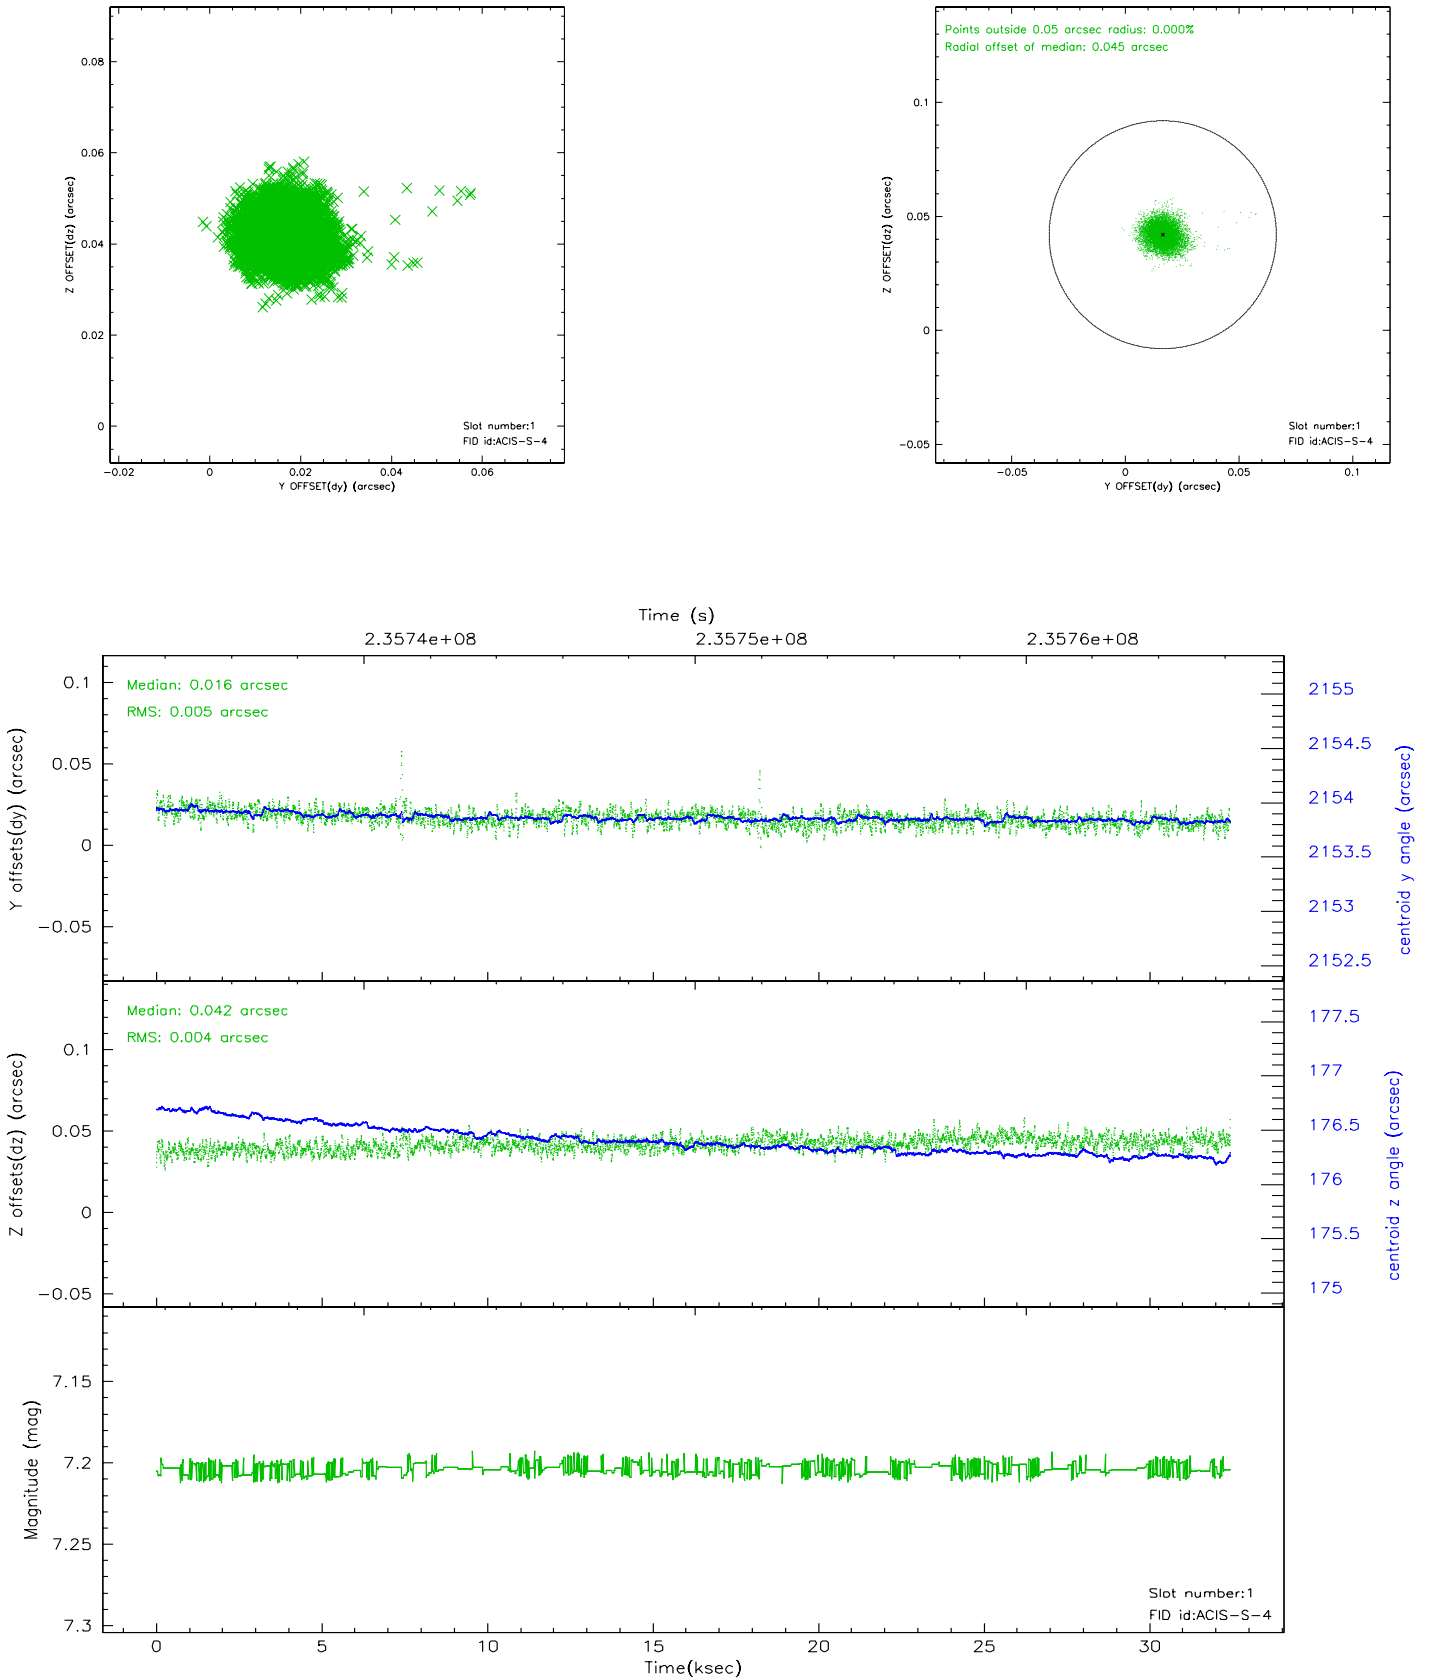 0.08
0.06
0.04
0.02
0
Z OFFSET(dz) (arcsec)
Slot number:1
FID id:ACIS-S-4
-0.02
0
0.02
0.04
0.06
Y OFFSET(dy) (arcsec)
Points outside 0.05 arcsec radius: 0.000%
Radial offset of median: 0.045 arcsec
0.1
0.05
0
-0.05
Z OFFSET(dz) (arcsec)
Slot number:1
FID id:ACIS-S-4
-0.05
0
0.05
0.1
Y OFFSET(dy) (arcsec)
Time (s)
2.3574e+08
2.3575e+08
2.3576e+08
Median: 0.016 arcsec
RMS: 0.005 arcsec
0.1
0.05
0
-0.05
Y offsets(dy) (arcsec)
2155
2154.5
2154
2153.5
2153
2152.5
centroid y angle (arcsec)
Median: 0.042 arcsec
RMS: 0.004 arcsec
0.1
0.05
0
-0.05
Z offsets(dz) (arcsec)
177.5
177
176.5
176
175.5
175
centroid z angle (arcsec)
7.15
7.2
7.25
7.3
Magnitude (mag)
Slot number:1
FID id:ACIS-S-4
0
5
10
15
20
25
30
Time(ksec)